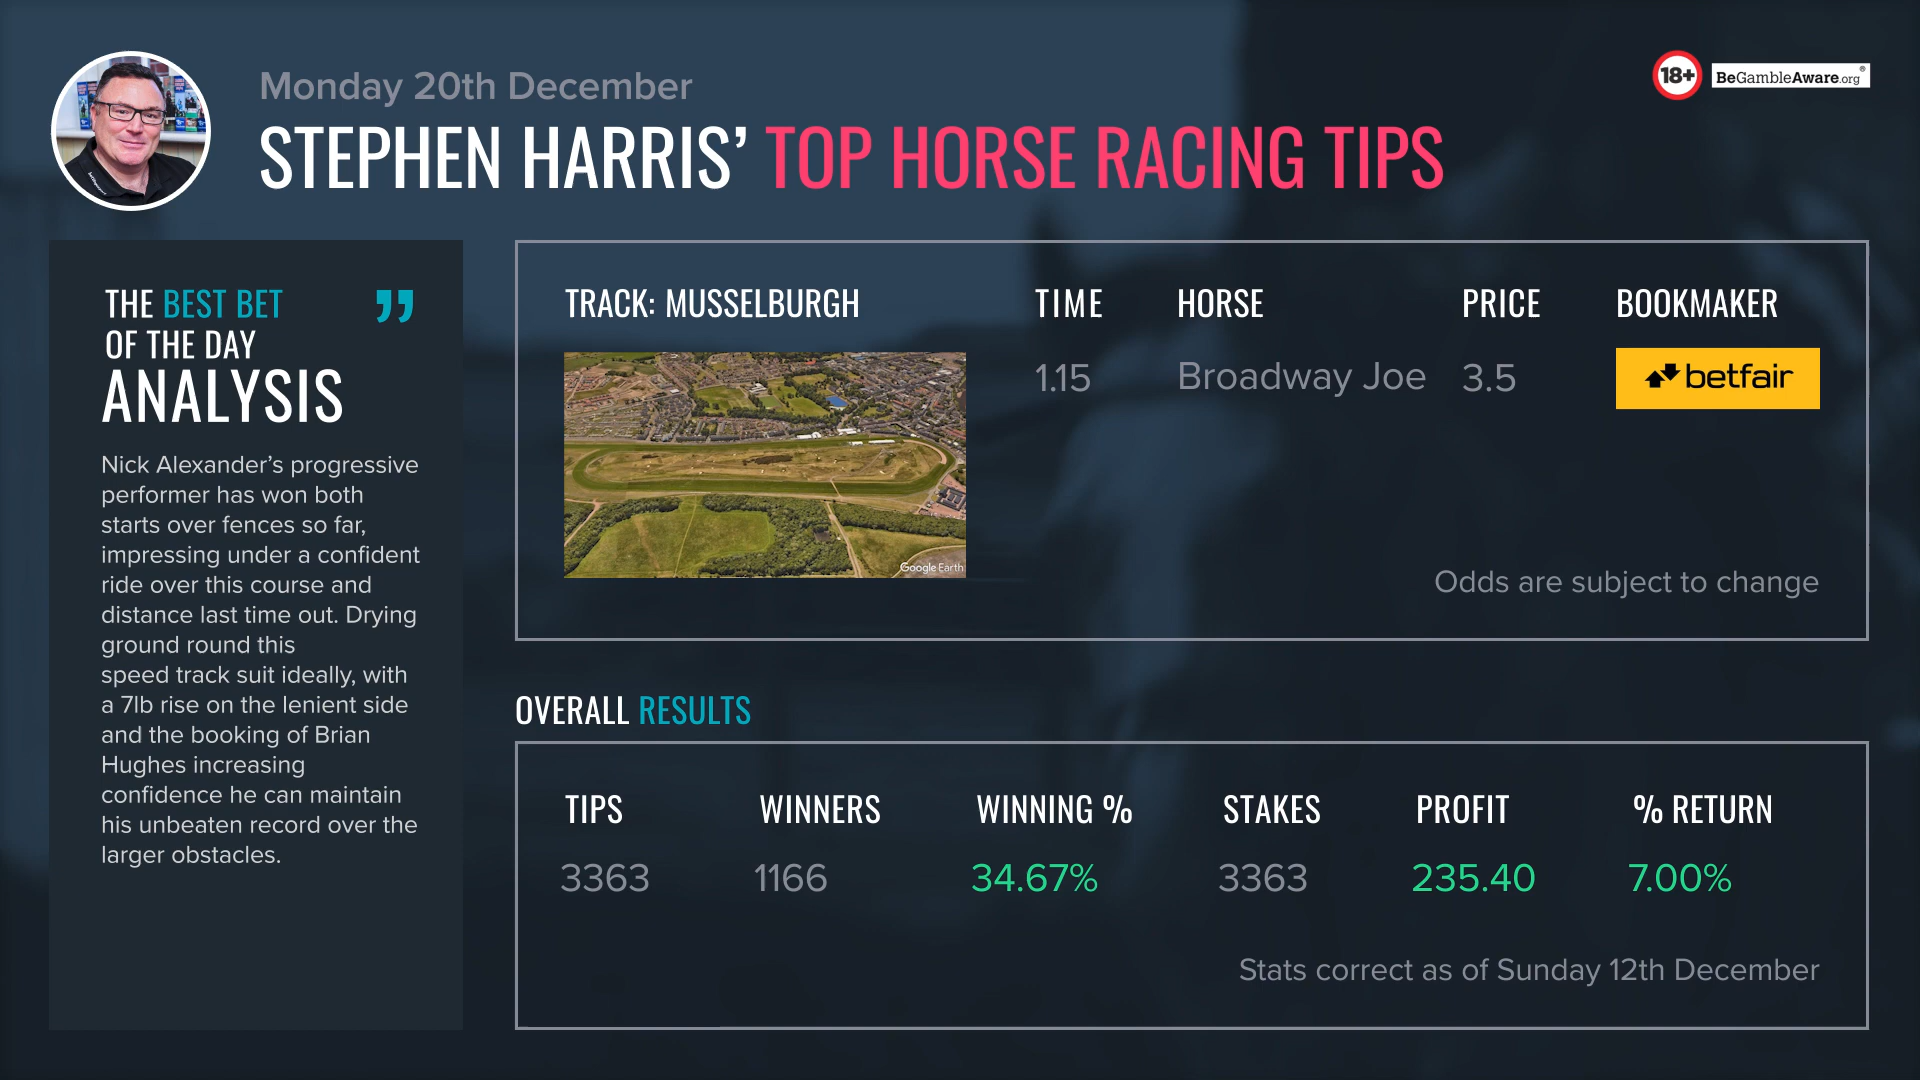 Monday 20th December
STEPHEN HARRIS’ TOP HORSE RACING TIPS
18+ BeGambleAware.org®
THE BEST BET
OF THE DAY
ANALYSIS
”
Nick Alexander’s progressive
performer has won both
starts over fences so far,
impressing under a confident
ride over this course and
distance last time out. Drying
ground round this
speed track suit ideally, with
a 7lb rise on the lenient side
and the booking of Brian
Hughes increasing
confidence he can maintain
his unbeaten record over the
larger obstacles.
TRACK: MUSSELBURGH
Google Earth
TIME HORSE PRICE BOOKMAKER
1.15 Broadway Joe 3.5 betfair
Odds are subject to change
OVERALL RESULTS
TIPS WINNERS WINNING % STAKES PROFIT % RETURN
3363 1166 34.67% 3363 235.40 7.00%
Stats correct as of Sunday 12th December